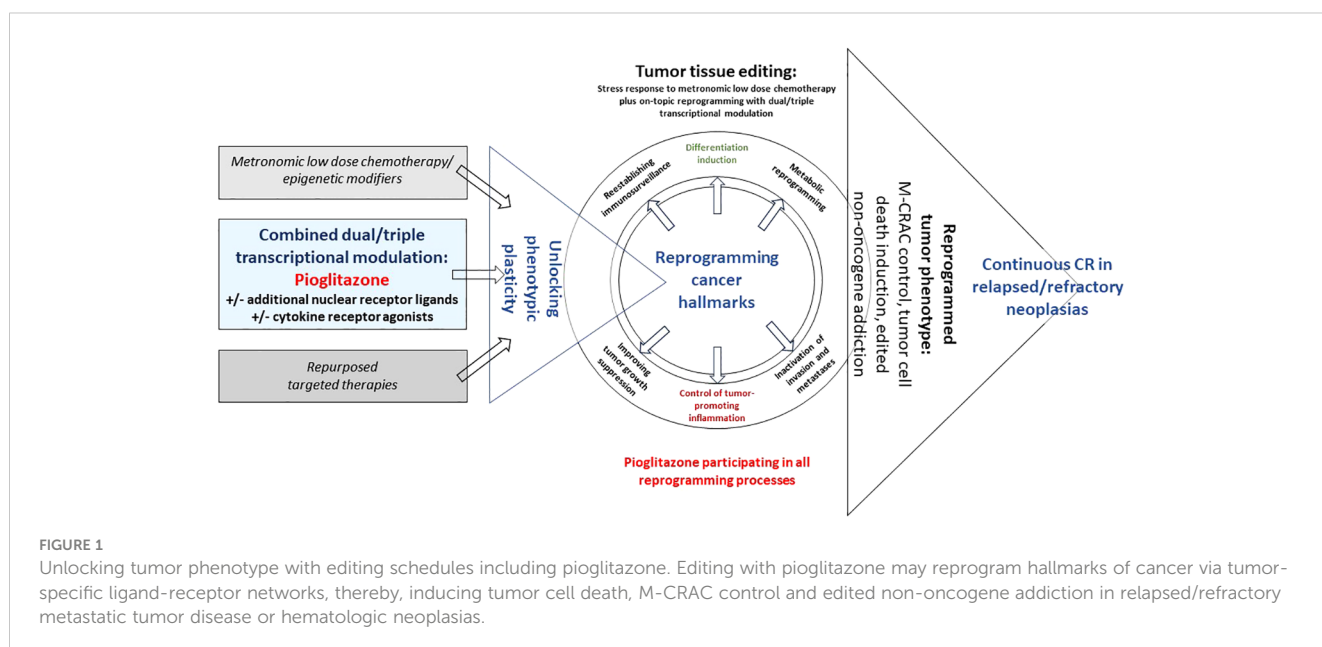 Tumor tissue editing:
Stress response to metronomic low dose chemotherapy
plus on-topic reprogramming with dual/triple
transcriptional modulation
Metronomic low dose chemotherapy/
epigenetic modifiers
Combined dual/triple
transcriptional modulation:
Pioglitazone
+/- additional nuclear receptor ligands
+/- cytokine receptor agonists
Repurposed
targeted therapies
Unlocking
phenotypic
plasticity
Differentiation
induction
Reestablishing
immunosurveillance
Metabolic
reprogramming
Reprogramming
cancer
hallmarks
Improving
tumor growth
suppression
Control of tumor-
promoting
inflammation
Inactivation of
invasion and
metastases
Pioglitazone participating in all
reprogramming processes
Reprogrammed
tumor phenotype:
M-CRAC control, tumor cell
death induction, edited
non-oncogene addiction
Continuous CR in
relapsed/refractory
neoplasias
FIGURE 1
Unlocking tumor phenotype with editing schedules including pioglitazone. Editing with pioglitazone may reprogram hallmarks of cancer via tumor-
specific ligand-receptor networks, thereby, inducing tumor cell death, M-CRAC control and edited non-oncogene addiction in relapsed/refractory
metastatic tumor disease or hematologic neoplasias.